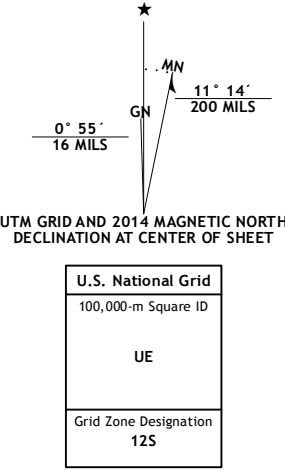 ★
MN
11° 14´
200 MILS
GN
0° 55´
16 MILS
UTM GRID AND 2014 MAGNETIC NORTH
DECLINATION AT CENTER OF SHEET
U.S. National Grid
100,000-m Square ID
UE
Grid Zone Designation
12S